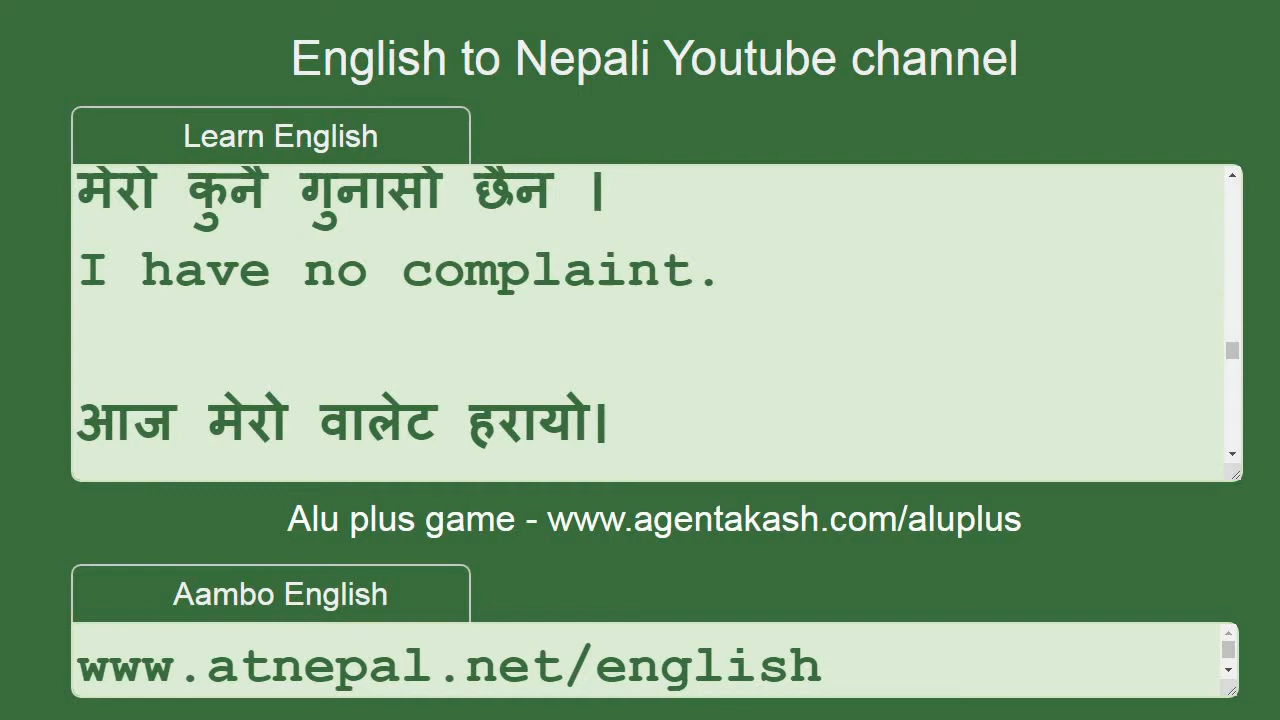 English to Nepali Youtube channel
Learn English
मेरो कुनै गुनासो छैन ।
I have no complaint.
आज मेरो वालेट हरायो।
Alu plus game - www.agentakash.com/aluplus
Aambo English
www.atnepal.net/english